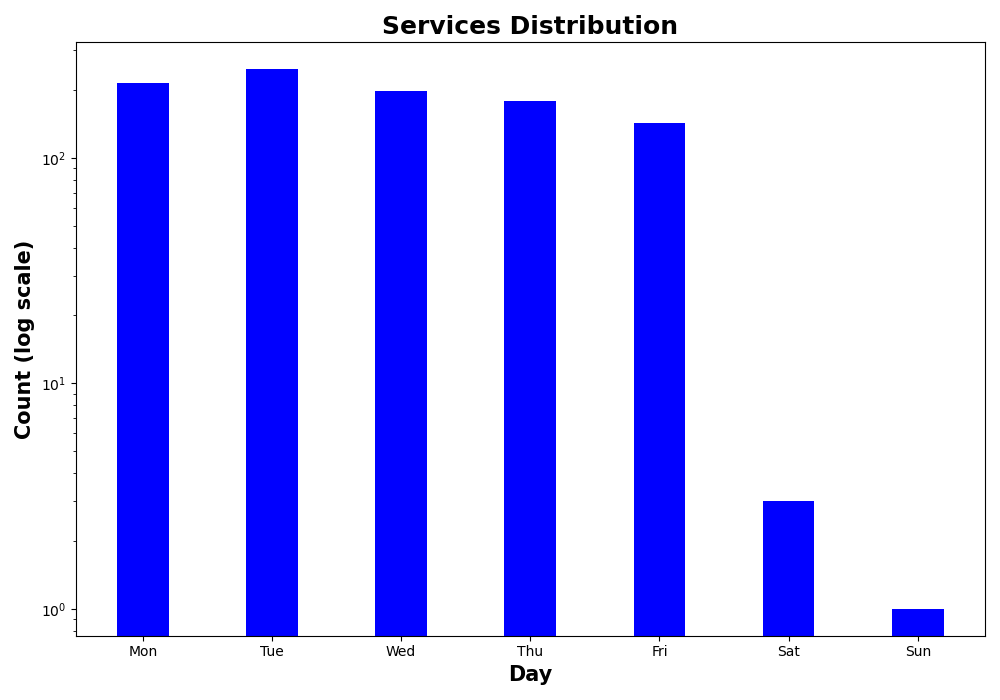 Services Distribution
Count (log scale)
10²
10¹
10⁰
Mon Tue Wed Thu Fri Sat Sun
Day